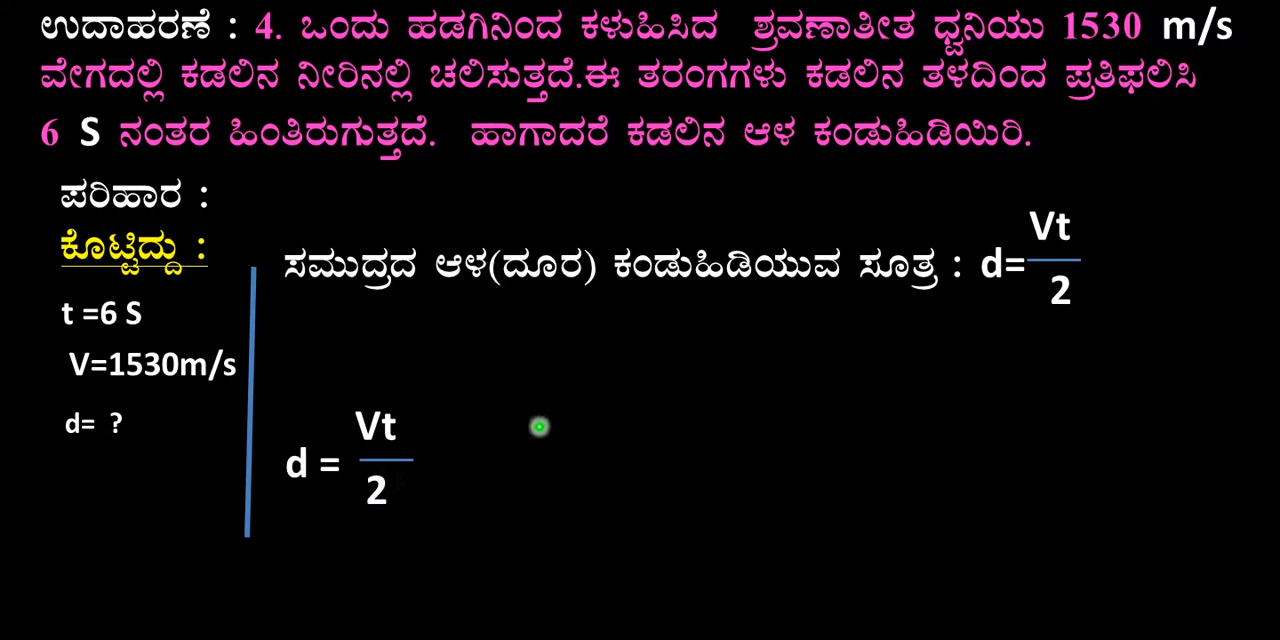 ಉದಾಹರಣೆ : 4. ಒಂದು ಹಡಗಿನಿಂದ ಕಳುಹಿಸಿದ ಶ್ರವಣಾತೀತ ಧ್ವನಿಯು 1530 m/s
ವೇಗದಲ್ಲಿ ಕಡಲಿನ ನೀರಿನಲ್ಲಿ ಚಲಿಸುತ್ತದೆ.ಈ ತರಂಗಗಳು ಕಡಲಿನ ತಳದಿಂದ ಪ್ರತಿಫಲಿಸಿ
6 S ನಂತರ ಹಿಂತಿರುಗುತ್ತದೆ. ಹಾಗಾದರೆ ಕಡಲಿನ ಆಳ ಕಂಡುಹಿಡಿಯಿರಿ.
ಪರಿಹಾರ :
ಕೊಟ್ಟಿದ್ದು :
t =6 S
V=1530m/s
d= ?
ಸಮುದ್ರದ ಆಳ(ದೂರ) ಕಂಡುಹಿಡಿಯುವ ಸೂತ್ರ : d=
Vt
2
d =
Vt
2